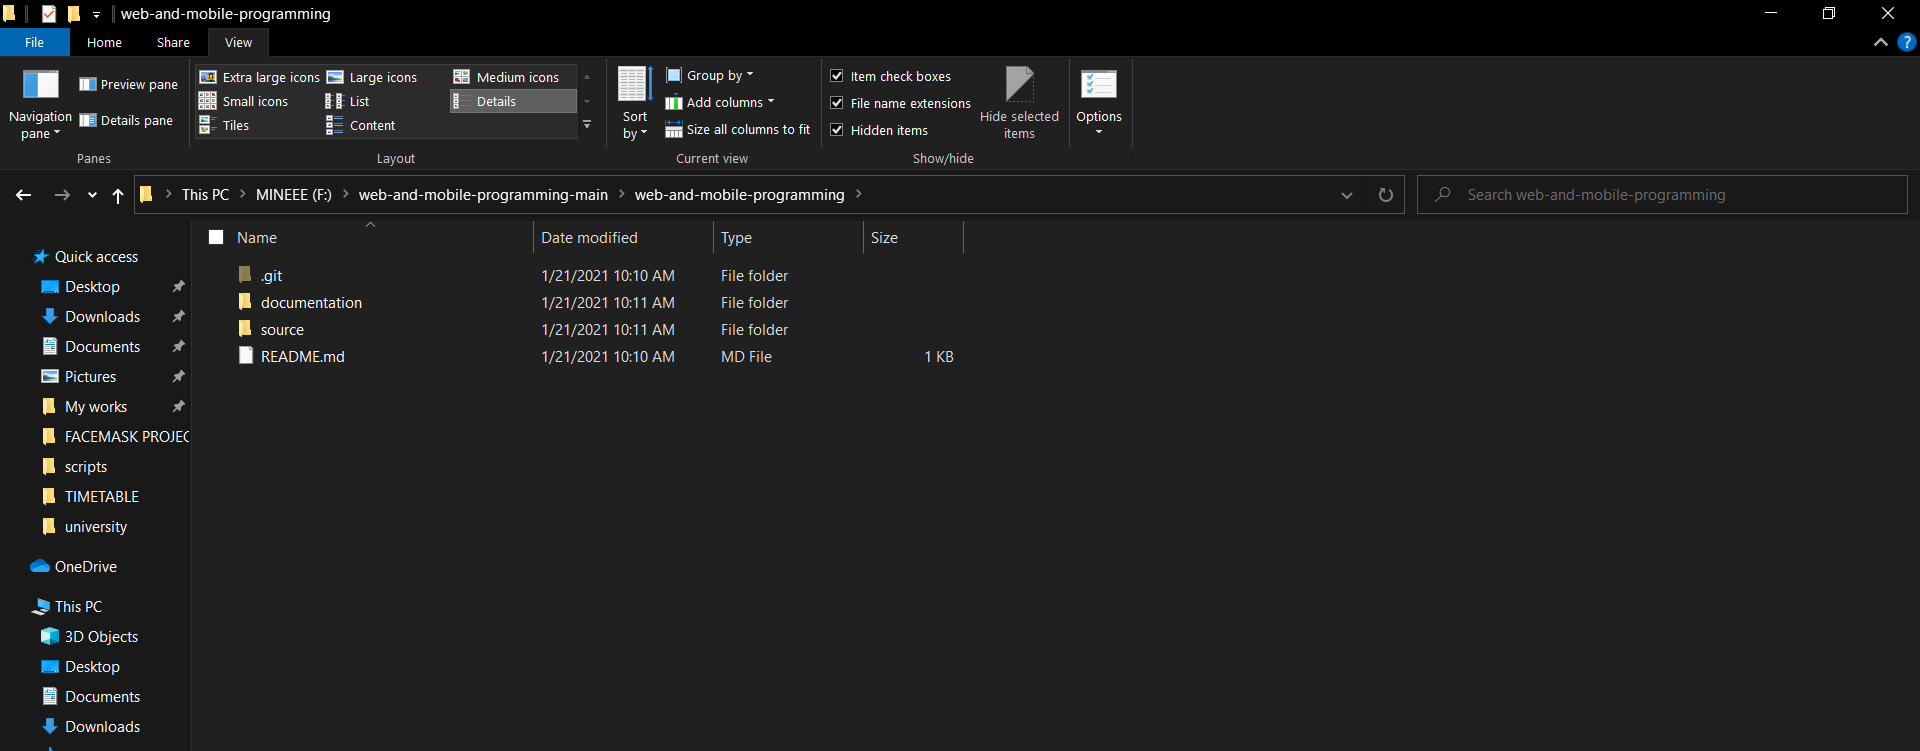 web-and-mobile-programming
File Home Share View
Navigation pane
Preview pane
Details pane
Panes
Extra large icons Large icons Medium icons
Small icons List Details
Tiles Content
Layout
Sort by
Group by
Add columns
Size all columns to fit
Current view
Item check boxes
File name extensions
Hidden items
Hide selected items
Show/hide
Options
This PC MINEEE (F:) web-and-mobile-programming-main web-and-mobile-programming
Search web-and-mobile-programming
Quick access
Desktop
Downloads
Documents
Pictures
My works
FACEMASK PROJEC
scripts
TIMETABLE
university
OneDrive
This PC
3D Objects
Desktop
Documents
Downloads
Name Date modified Type Size
.git 1/21/2021 10:10 AM File folder
documentation 1/21/2021 10:11 AM File folder
source 1/21/2021 10:11 AM File folder
README.md 1/21/2021 10:10 AM MD File 1 KB